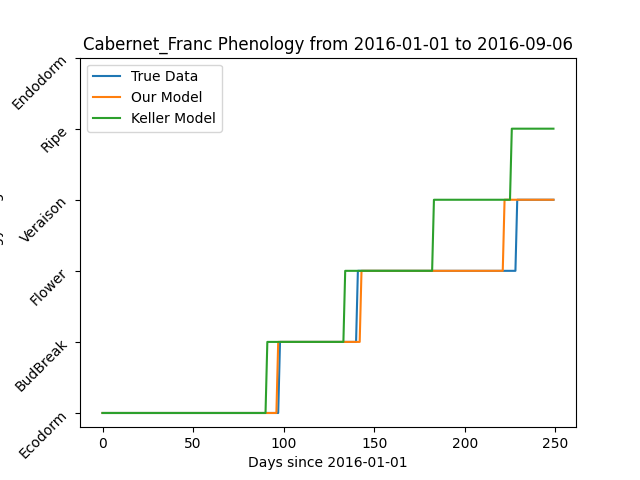 Cabernet_Franc Phenology from 2016-01-01 to 2016-09-06
True Data
Our Model
Keller Model
Endodorm
Ripe
Veraison
Flower
BudBreak
Ecodorm
0 50 100 150 200 250
Days since 2016-01-01